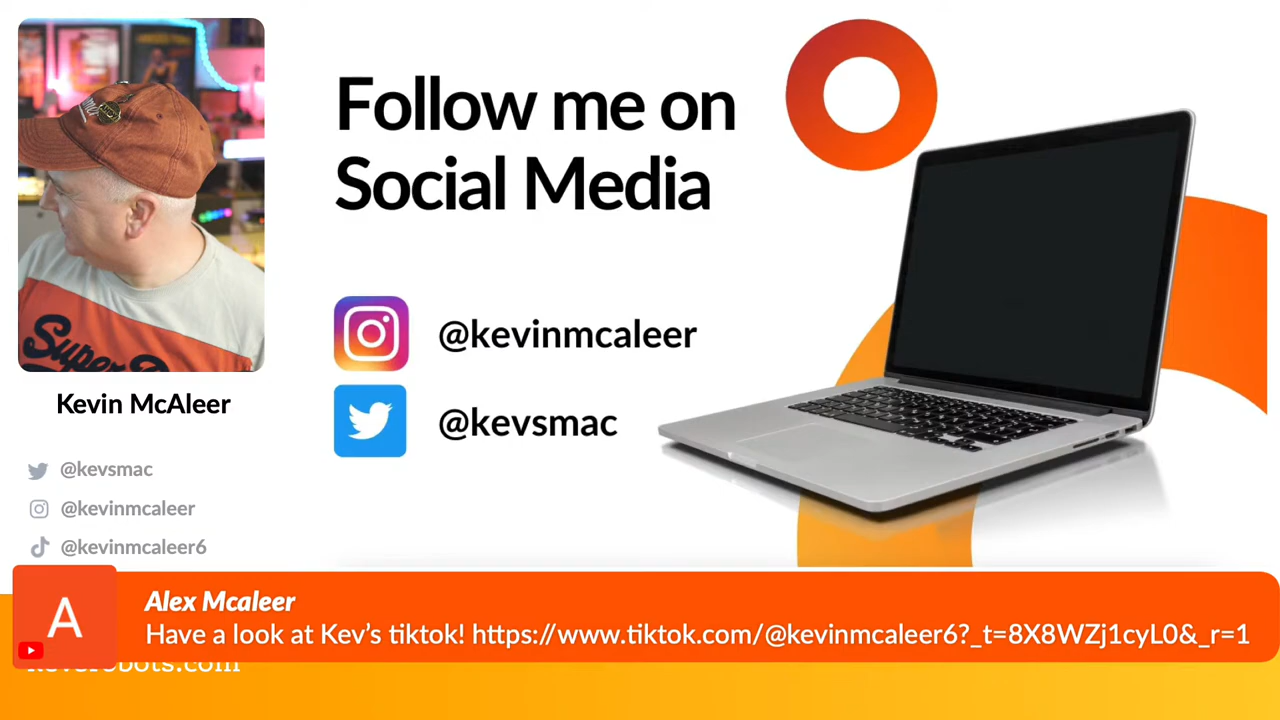 Follow me on
Social Media
@kevinmcaleer
@kevsmac
Kevin McAleer
@kevsmac
@kevinmcaleer
@kevinmcaleer6
A
Alex Mcaleer
Have a look at Kev’s tiktok! https://www.tiktok.com/@kevinmcaleer6?_t=8X8WZj1cyL0&_r=1